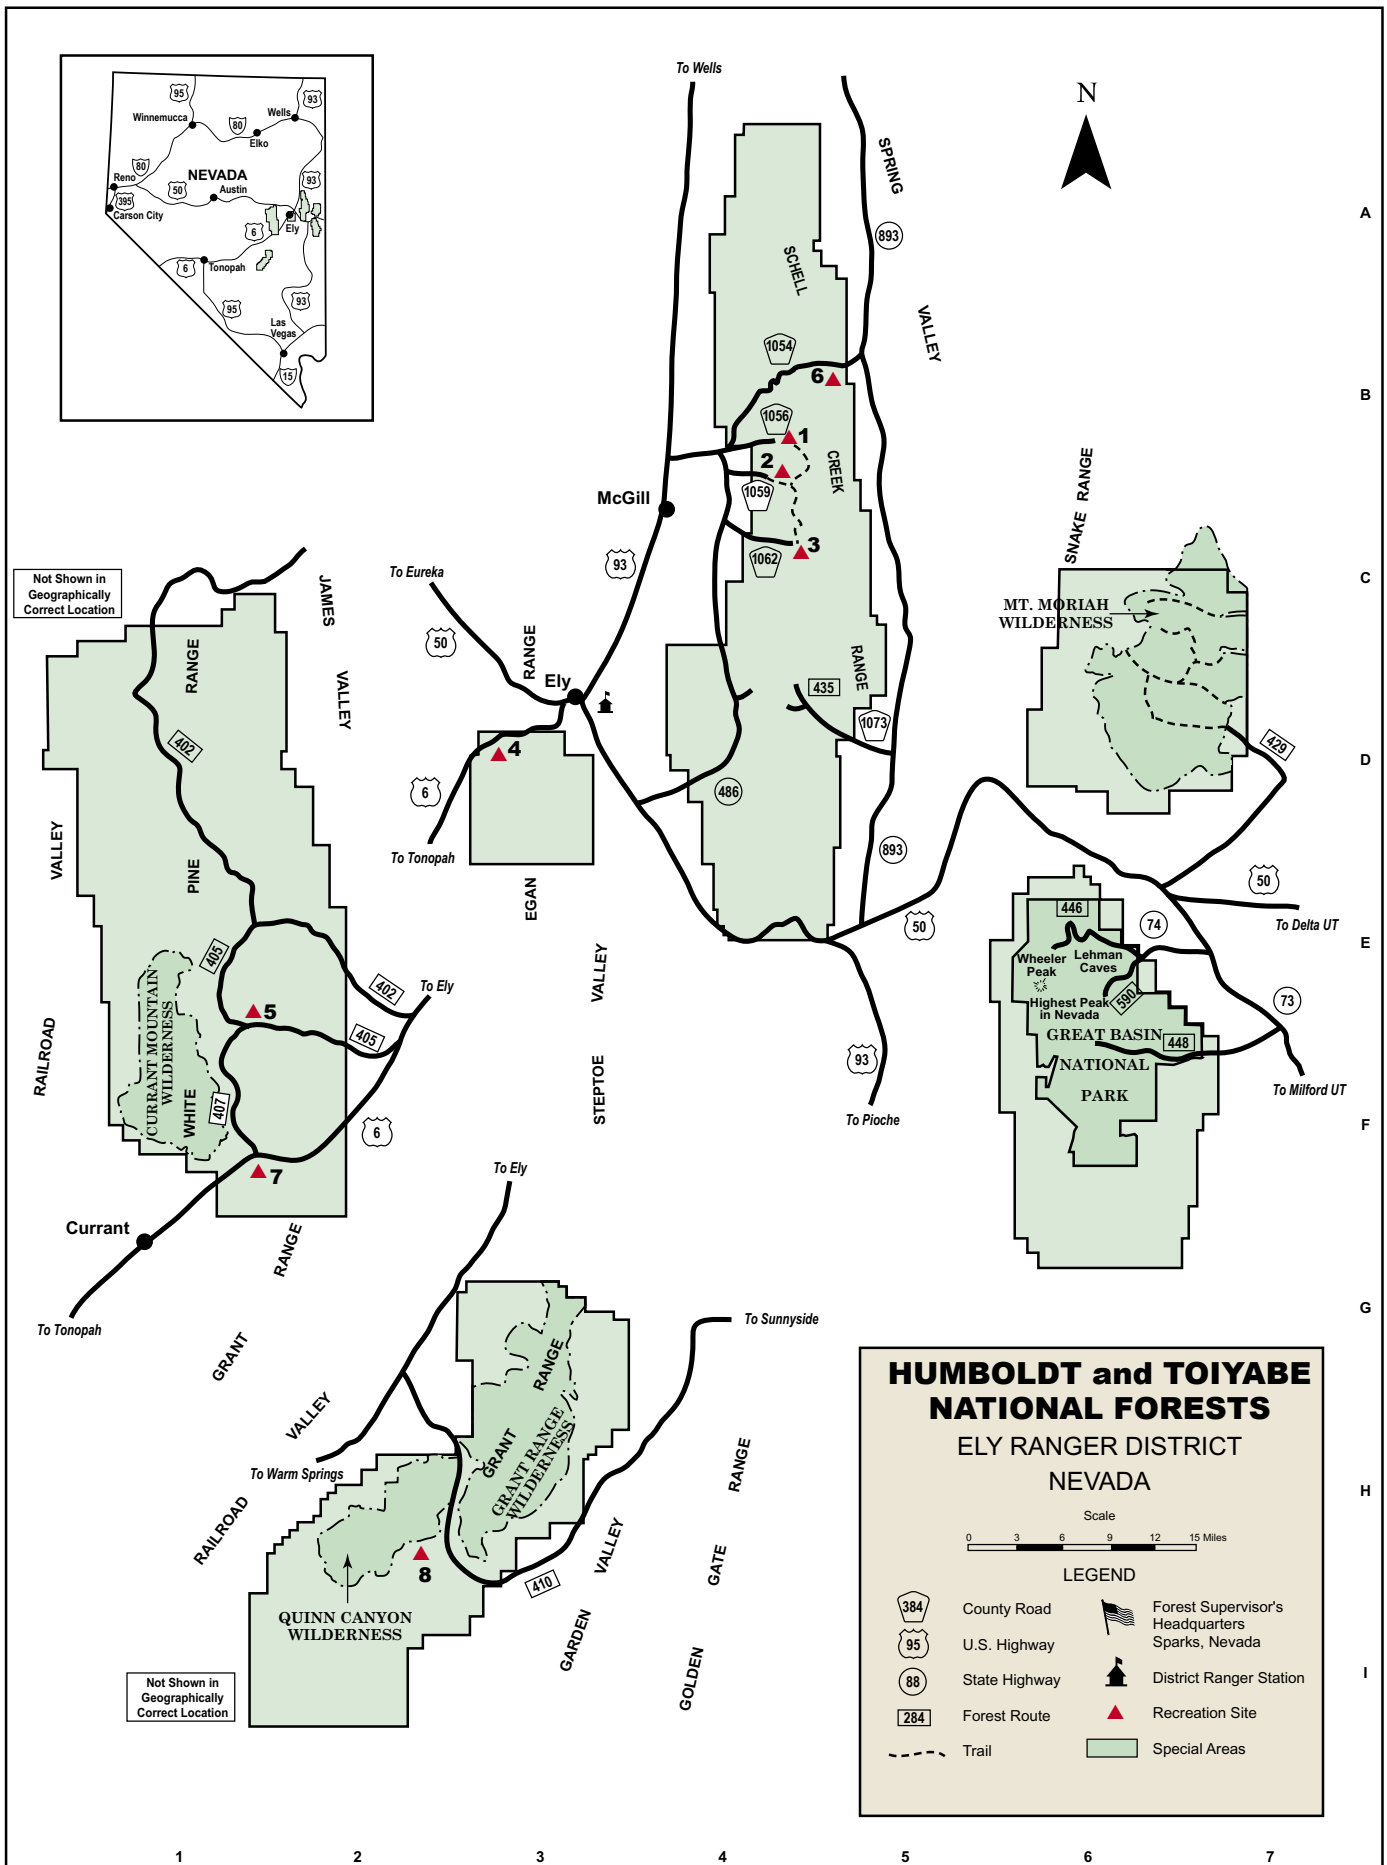 95
93
Winnemucca
Wells
80
Elko
80
Reno
NEVADA
50
Austin
93
395
Carson City
6
Ely
6
Tonopah
95
93
Las
Vegas
15
To Wells
N
SPRING
893
A
SCHELL
VALLEY
1054
6
B
1056
1
2
CREEK
1059
McGill
3
1062
93
SNAKE RANGE
C
Not Shown in
Geographically
Correct Location
To Eureka
JAMES
50
MT. MORIAH
WILDERNESS
RANGE
RANGE
VALLEY
Ely
RANGE
435
1073
402
4
429
D
6
486
To Tonopah
VALLEY
PINE
893
EGAN
50
To Delta UT
446
74
50
E
405
Wheeler
Peak
Lehman
Caves
VALLEY
To Ely
402
590
Highest Peak
in Nevada
73
5
CURRANT MOUNTAIN
WILDERNESS
RAILROAD
405
GREAT BASIN
448
NATIONAL
PARK
93
STEPTOE
To Milford UT
WHITE
407
6
To Pioche
F
7
To Ely
Currant
RANGE
To Tonopah
G
To Sunnyside
GRANT
RANGE
VALLEY
GRANT
GRANT RANGE
WILDERNESS
RANGE
To Warm Springs
H
RAILROAD
VALLEY
GATE
8
410
QUINN CANYON
WILDERNESS
GARDEN
GOLDEN
I
Not Shown in
Geographically
Correct Location
HUMBOLDT and TOIYABE
NATIONAL FORESTS
ELY RANGER DISTRICT
NEVADA
Scale
0 3 6 9 12 15 Miles
LEGEND
384 County Road
95 U.S. Highway
88 State Highway
284 Forest Route
Trail
Forest Supervisor's
Headquarters
Sparks, Nevada
District Ranger Station
Recreation Site
Special Areas
D
1 2 3 4 5 6 7